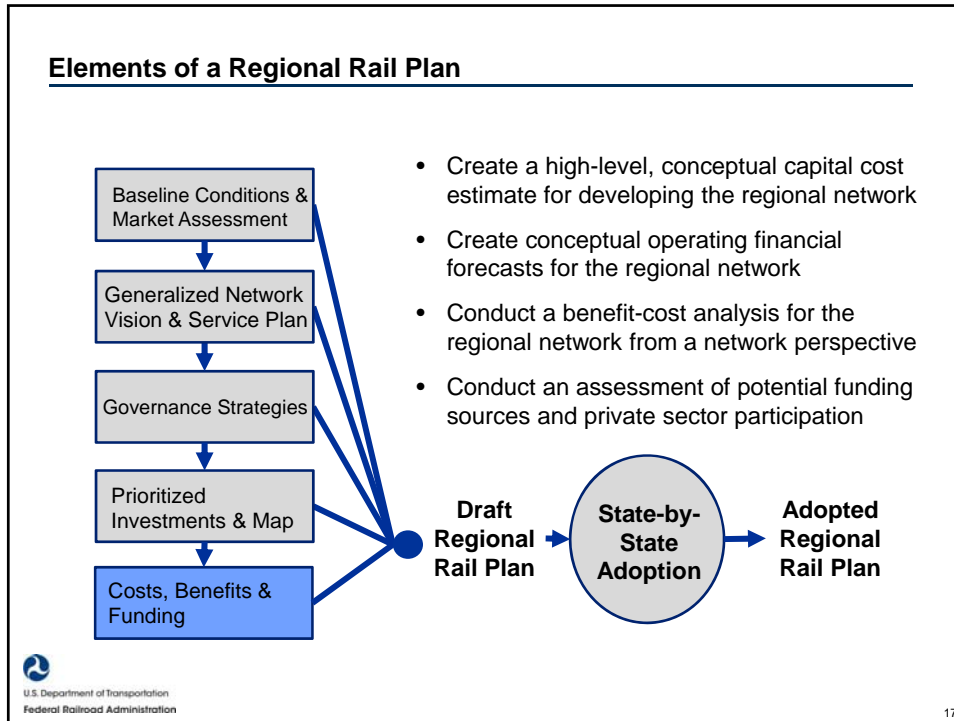 Elements of a Regional Rail Plan
Baseline Conditions &
Market Assessment
Generalized Network
Vision & Service Plan
Governance Strategies
Prioritized
Investments & Map
Costs, Benefits &
Funding
• Create a high-level, conceptual capital cost
estimate for developing the regional network
• Create conceptual operating financial
forecasts for the regional network
• Conduct a benefit-cost analysis for the
regional network from a network perspective
• Conduct an assessment of potential funding
sources and private sector participation
Draft
Regional
Rail Plan
State-by-
State
Adoption
Adopted
Regional
Rail Plan
U.S. Department of Transportation
Federal Railroad Administration
17